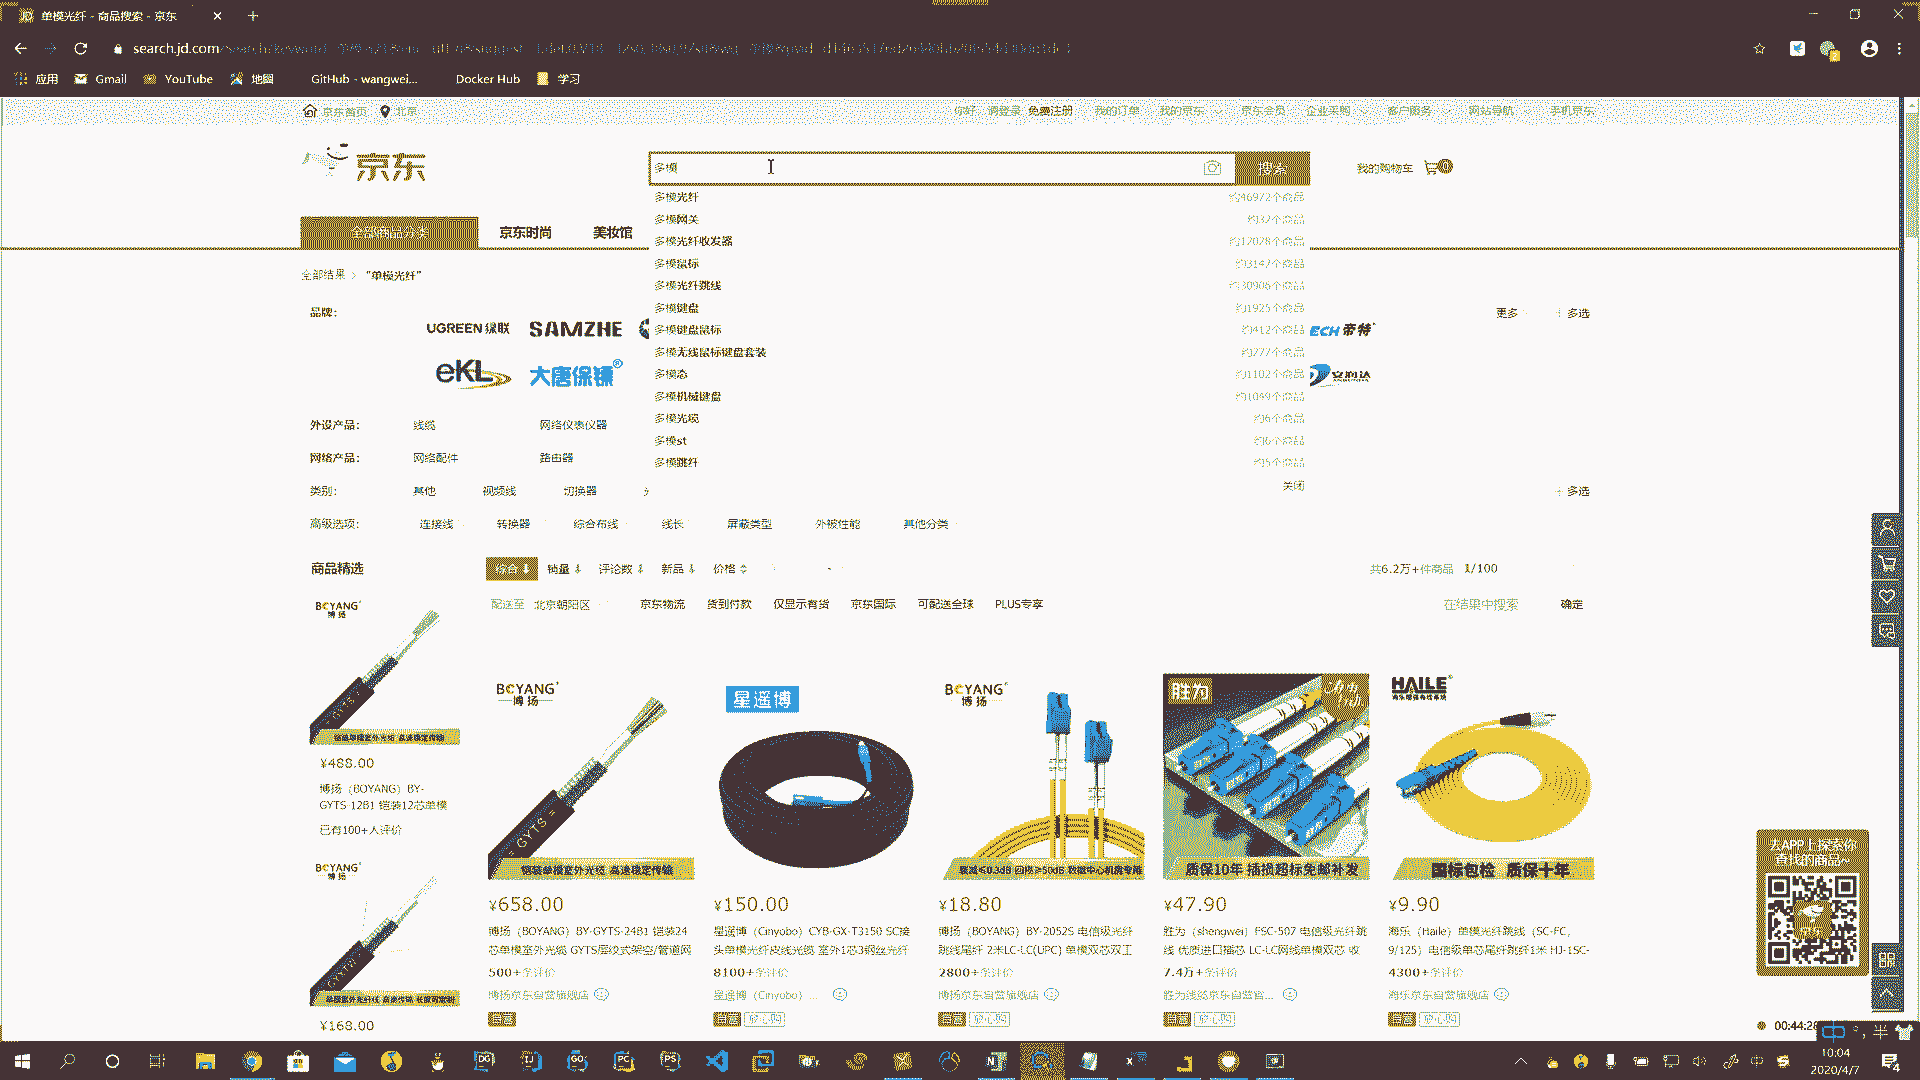 单模光纤 - 商品搜索 - 京东
search.jd.com
应用 Gmail YouTube 地图 GitHub - wangwei... Docker Hub 学习
京东首页 北京 你好，请登录 免费注册 我的订单 我的京东 京东会员 企业采购 客户服务 网站导航 手机京东
京东
多模 搜索 我的购物车 0
多模光纤 约46972个商品
多模网关 约32个商品
多模光纤收发器 约12028个商品
多模鼠标 约3147个商品
多模光纤跳线 约30906个商品
多模键盘 约1925个商品
多模键盘鼠标 约412个商品
多模无线鼠标键盘套装 约277个商品
多模态 约1102个商品
多模机械键盘 约1099个商品
多模光缆 约6个商品
多模st 约6个商品
多模跳纤 约5个商品
关闭
全部商品分类 京东时尚 美妆馆
全部结果 > "单模光纤"
品牌： UGREEN 绿联 SAMZHE ECH 帝特 更多 + 多选
eKL 大唐保镖 安润达
外设产品： 线缆 网络仪表仪器
网络产品： 网络配件 路由器
类别： 其他 视频线 切换器 + 多选
高级选项： 连接线 转换器 综合布线 线长 屏蔽类型 外被性能 其他分类
商品精选 综合 销量 评论数 新品 价格 共6.2万+件商品 1/100
配送至 北京朝阳区 京东物流 货到付款 仅显示有货 京东国际 可配送全球 PLUS专享 在结果中搜索 确定
BOYANG 博扬
GYTS
铠装单模室外光缆 高速稳定传输
¥488.00
博扬（BOYANG）BY-
GYTS-12B1 铠装12芯单模
已有100+人评价
BOYANG 博扬
¥168.00
BOYANG 博扬
= GYTS =
铠装单模室外光缆 高速稳定传输
¥658.00
博扬（BOYANG）BY-GYTS-24B1 铠装24
芯单模室外光缆 GYTS层绞式架空/管道网
500+条评价
博扬京东自营旗舰店
自营
星遥博
¥150.00
星遥博（Cinyobo）CYB-GX-T3150 SC接
头单模光纤皮线光缆 室外1芯3钢丝光纤
8100+条评价
星遥博（Cinyobo）...
自营 放心购
BOYANG 博扬
衰减≤0.3dB 回损≥50dB 数据中心机房专用
¥18.80
博扬（BOYANG）BY-2052S 电信级光纤
跳线尾纤 2米LC-LC(UPC) 单模双芯双工
2800+条评价
博扬京东自营旗舰店
自营 放心购
胜为
质保10年 插损超标免邮补发
¥47.90
胜为（shengwei）FSC-507 电信级光纤跳
线 优质进口插芯 LC-LC网线单模双芯 收
7.4万+条评价
胜为线缆京东自营官...
自营 放心购
HAILE
国标包检 质保十年
¥9.90
海乐（Haile）单模光纤跳线（SC-FC，
9/125）电信级单芯尾纤跳纤1米 HJ-1SC-
4300+条评价
海乐京东自营旗舰店
自营 放心购
去APP上探索你
查找的商品~
00:44:28
中 半
10:04
2020/4/7